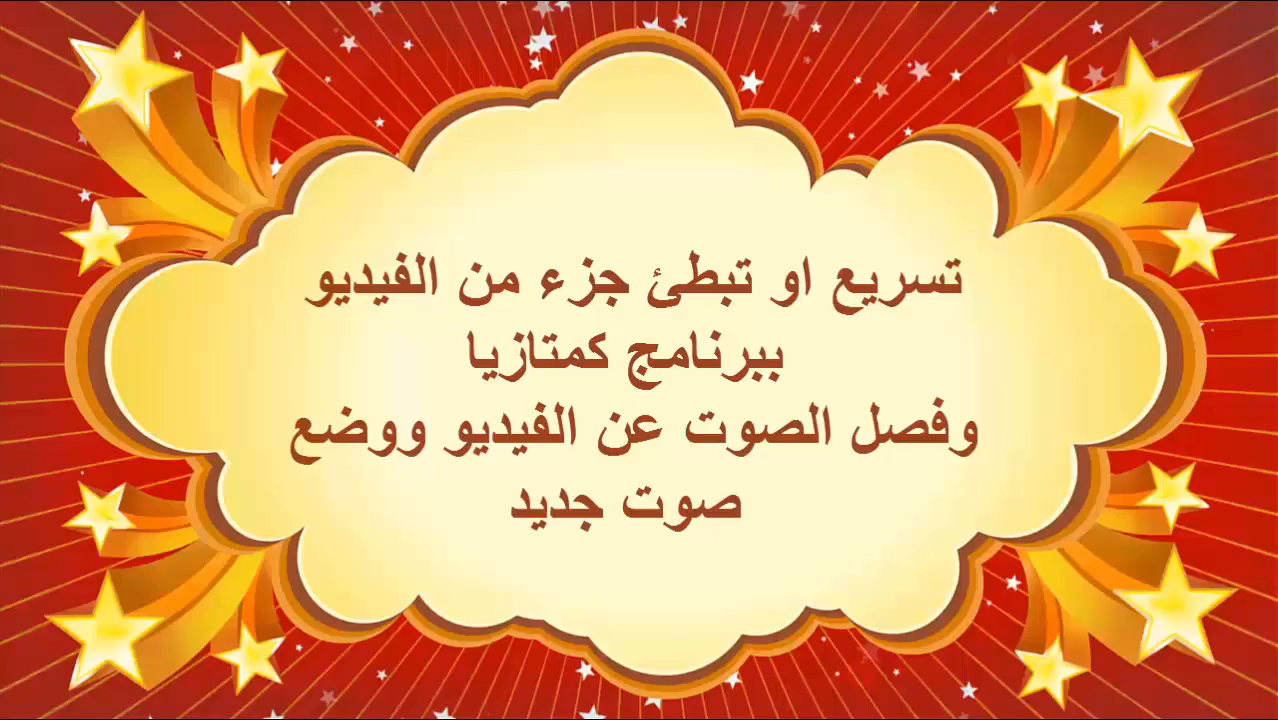 تسريع او تبطئ جزء من الفيديو
ببرنامج كمتازيا
وفصل الصوت عن الفيديو ووضع
صوت جديد